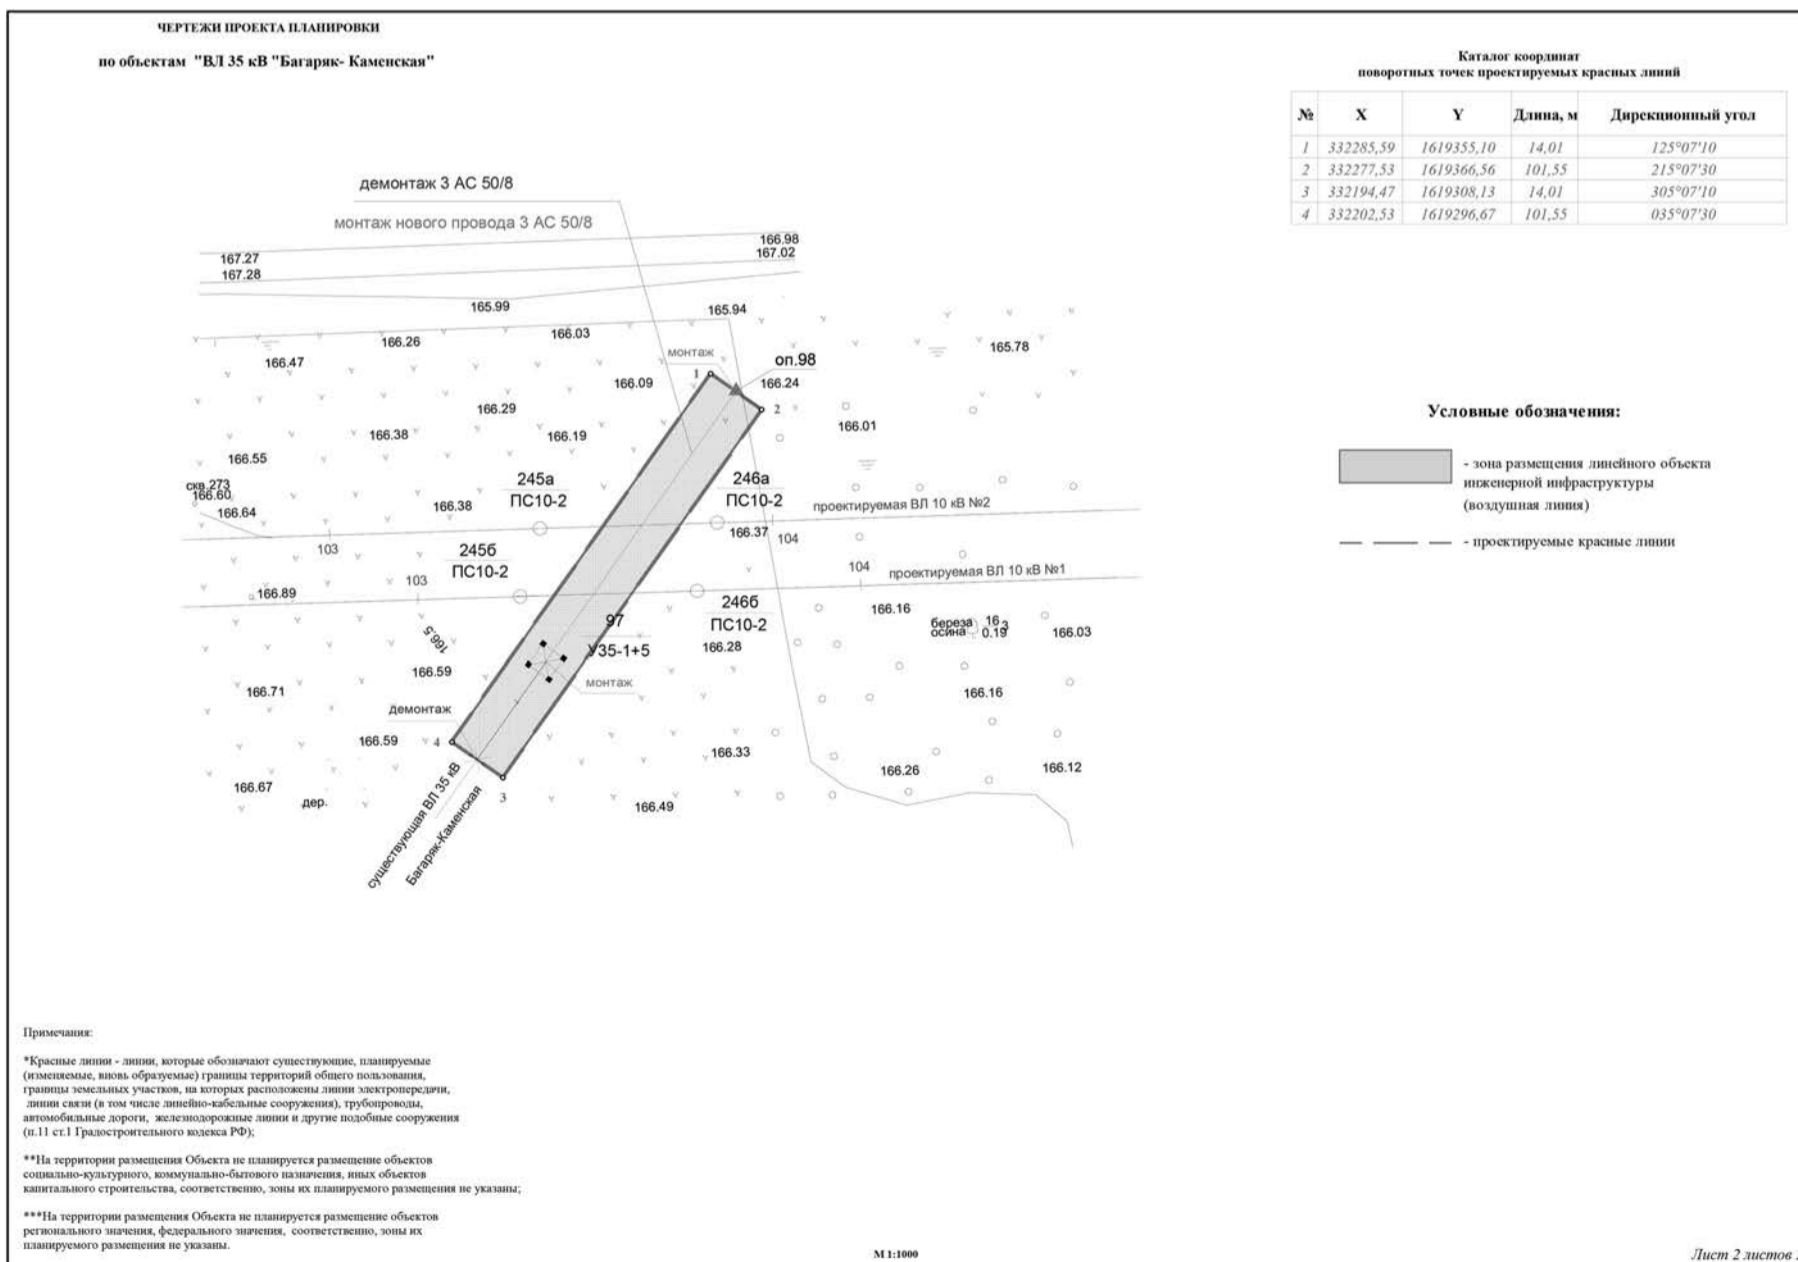 ЧЕРТЕЖИ ПРОЕКТА ПЛАНИРОВКИ
по объектам "ВЛ 35 кВ "Багаряк- Каменская"
Каталог координат
поворотных точек проектируемых красных линий
№ X Y Длина, м Дирекционный угол
1 332285,59 1619355,10 14,01 125°07'10
2 332277,53 1619366,56 101,55 215°07'30
3 332194,47 1619308,13 14,01 305°07'10
4 332202,53 1619296,67 101,55 035°07'30
демонтаж 3 АС 50/8
монтаж нового провода 3 АС 50/8
166.98
167.27
167.02
167.28
165.99
165.94
166.03
166.26
165.78
166.47
монтаж
оп.98
1
166.09
166.24
166.29
2
166.01
166.38
166.19
166.55
245а
ПС10-2
246а
ПС10-2
скв.273
166.60
166.64
166.38
проектируемая ВЛ 10 кВ №2
166.37
104
103
245б
ПС10-2
104
проектируемая ВЛ 10 кВ №1
103
166.89
246б
ПС10-2
166.16
97
У35-1+5
береза
осина
16
0.19
3
166.03
166.5
166.28
166.59
монтаж
166.71
166.16
демонтаж
166.59
4
166.33
166.26
166.12
166.67
дер.
3
166.49
существующая ВЛ 35 кВ
Багаряк-Каменская
Условные обозначения:
- зона размещения линейного объекта
инженерной инфраструктуры
(воздушная линия)
- проектируемые красные линии
Примечания:
*Красные линии - линии, которые обозначают существующие, планируемые
(изменяемые, вновь образуемые) границы территорий общего пользования,
границы земельных участков, на которых расположены линии электропередачи,
линии связи (в том числе линейно-кабельные сооружения), трубопроводы,
автомобильные дороги, железнодорожные линии и другие подобные сооружения
(п.11 ст.1 Градостроительного кодекса РФ);
**На территории размещения Объекта не планируется размещение объектов
социально-культурного, коммунально-бытового назначения, иных объектов
капитального строительства, соответственно, зоны их планируемого размещения не указаны;
***На территории размещения Объекта не планируется размещение объектов
регионального значения, федерального значения, соответственно, зоны их
планируемого размещения не указаны.
М 1:1000
Лист 2 листов